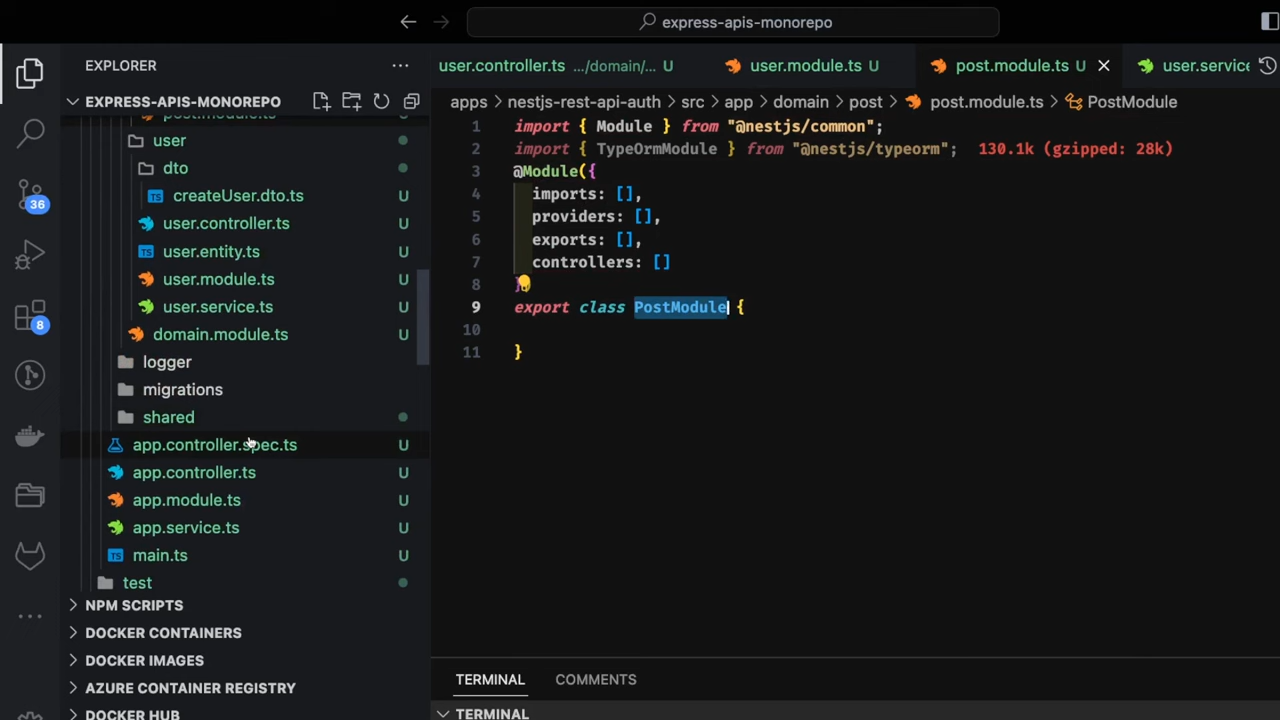 express-apis-monorepo
EXPLORER
EXPRESS-APIS-MONOREPO
post.module.ts U
user
dto
createUser.dto.ts U
user.controller.ts U
user.entity.ts U
user.module.ts U
user.service.ts U
domain.module.ts U
logger
migrations
shared
app.controller.spec.ts U
app.controller.ts U
app.module.ts U
app.service.ts U
main.ts U
test
NPM SCRIPTS
DOCKER CONTAINERS
DOCKER IMAGES
AZURE CONTAINER REGISTRY
DOCKER HUB
36
8
user.controller.ts .../domain/... U
user.module.ts U
post.module.ts U
user.service
apps > nestjs-rest-api-auth > src > app > domain > post > post.module.ts > PostModule
1 import { Module } from "@nestjs/common";
2 import { TypeOrmModule } from "@nestjs/typeorm"; 130.1k (gzipped: 28k)
3 @Module({
4 imports: [],
5 providers: [],
6 exports: [],
7 controllers: []
8 }
9 export class PostModule {
10
11 }
TERMINAL COMMENTS
TERMINAL